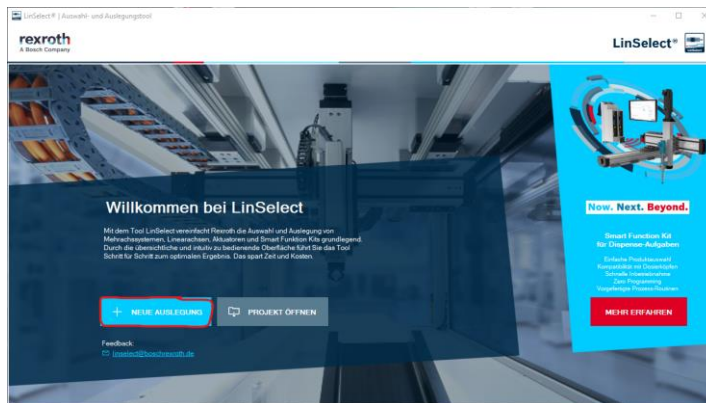 LinSelect® | Auswahl- und Auslegungstool
rexroth
A Bosch Company
LinSelect®
Willkommen bei LinSelect
Mit dem Tool LinSelect vereinfacht Rexroth die Auswahl und Auslegung von
Mehrachssystemen, Linearachsen, Aktuatoren und Smart Funktion Kits grundlegend.
Durch die übersichtliche und intuitiv zu bedienende Oberfläche führt Sie das Tool
Schritt für Schritt zum optimalen Ergebnis. Das spart Zeit und Kosten.
+ NEUE AUSLEGUNG
PROJEKT ÖFFNEN
Feedback:
linselect@boschrexroth.de
Now. Next. Beyond.
Smart Function Kit
für Dispense-Aufgaben
Einfache Produktauswahl
Kompatibilität mit Dosierköpfen
Schnelle Inbetriebnahme
Zero Programming
Vorgefertigte Prozess-Routinen
MEHR ERFAHREN